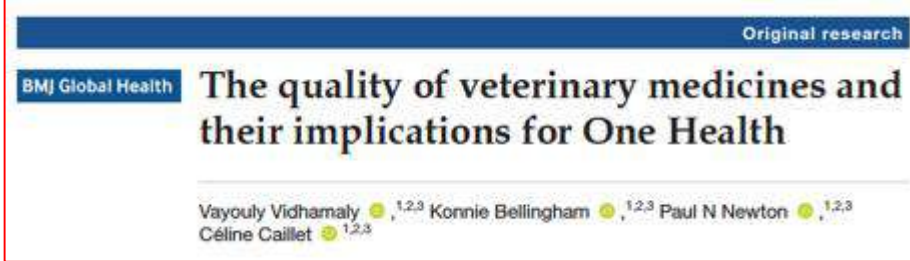 Original research
BMJ Global Health
The quality of veterinary medicines and
their implications for One Health
Vayouly Vidhamaly ,1,2,3 Konnie Bellingham ,1,2,3 Paul N Newton ,1,2,3
Céline Caillet 1,2,3